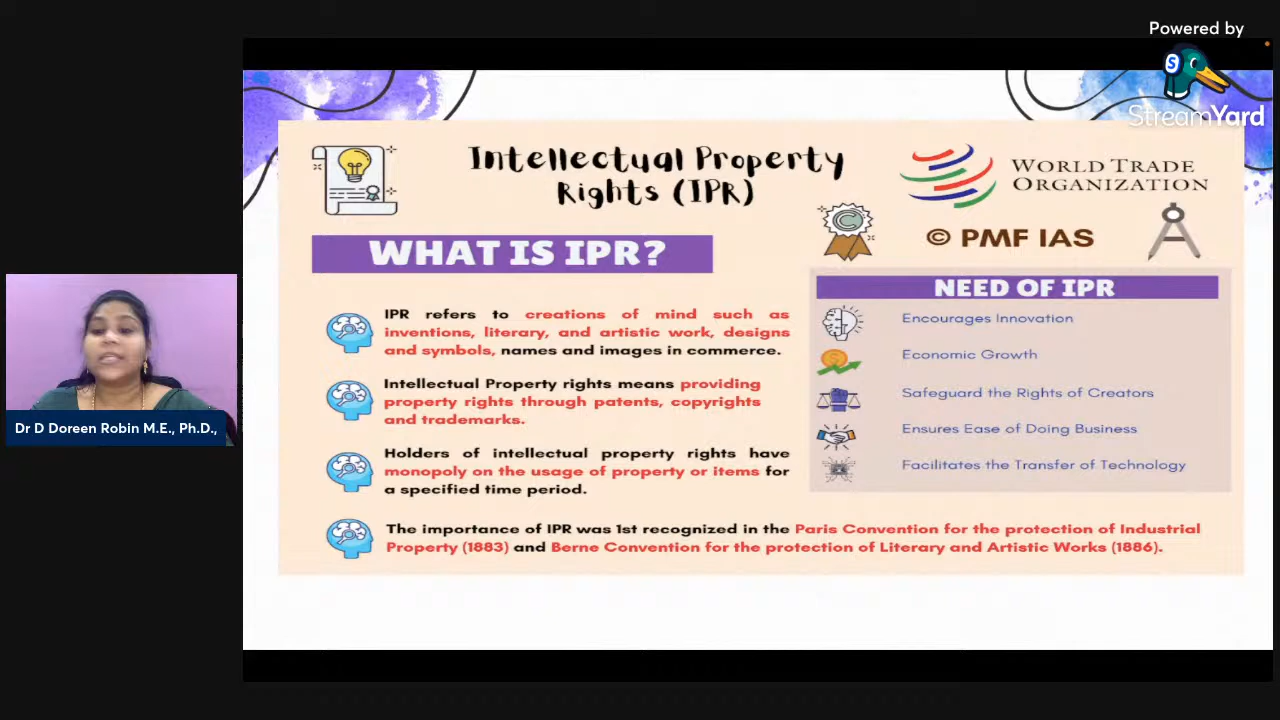 Powered by
StreamYard
Intellectual Property
Rights (IPR)
WORLD TRADE
ORGANIZATION
© PMF IAS
WHAT IS IPR?
IPR refers to creations of mind such as
inventions, literary, and artistic work, designs
and symbols, names and images in commerce.
Intellectual Property rights means providing
property rights through patents, copyrights
and trademarks.
Holders of intellectual property rights have
monopoly on the usage of property or items for
a specified time period.
The importance of IPR was 1st recognized in the Paris Convention for the protection of Industrial
Property (1883) and Berne Convention for the protection of Literary and Artistic Works (1886).
NEED OF IPR
Encourages Innovation
Economic Growth
Safeguard the Rights of Creators
Ensures Ease of Doing Business
Facilitates the Transfer of Technology
Dr D Doreen Robin M.E., Ph.D.,